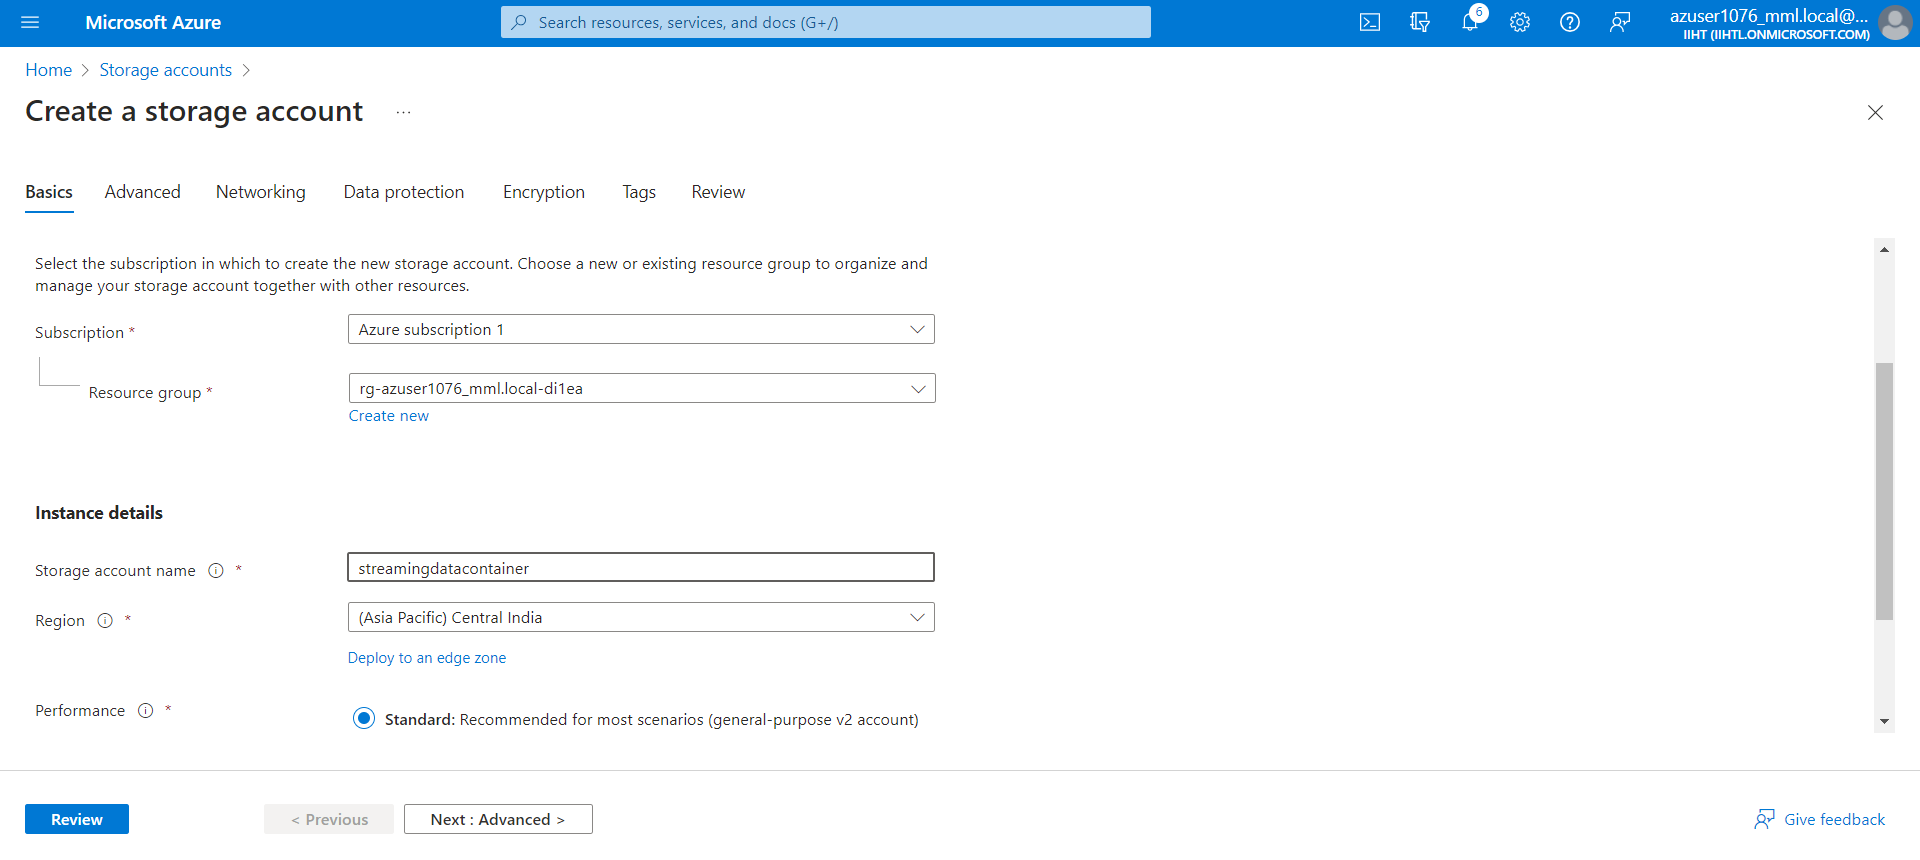 Microsoft Azure
Search resources, services, and docs (G+/)
6
azuser1076_mml.local@...
IIHT (IIHTL.ONMICROSOFT.COM)
Home > Storage accounts >
Create a storage account ...
Basics Advanced Networking Data protection Encryption Tags Review
Select the subscription in which to create the new storage account. Choose a new or existing resource group to organize and
manage your storage account together with other resources.
Subscription * Azure subscription 1
Resource group * rg-azuser1076_mml.local-di1ea
Create new
Instance details
Storage account name * streamingdatacontainer
Region * (Asia Pacific) Central India
Deploy to an edge zone
Performance * Standard: Recommended for most scenarios (general-purpose v2 account)
Review < Previous Next : Advanced > Give feedback